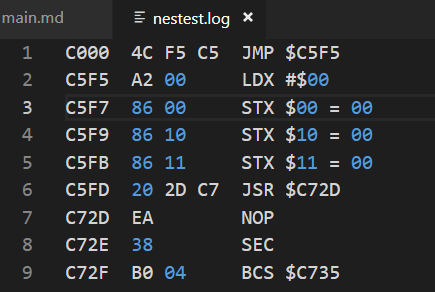 main.md nestest.log ×
1 C000 4C F5 C5 JMP $C5F5
2 C5F5 A2 00 LDX #$00
3 C5F7 86 00 STX $00 = 00
4 C5F9 86 10 STX $10 = 00
5 C5FB 86 11 STX $11 = 00
6 C5FD 20 2D C7 JSR $C72D
7 C72D EA NOP
8 C72E 38 SEC
9 C72F B0 04 BCS $C735